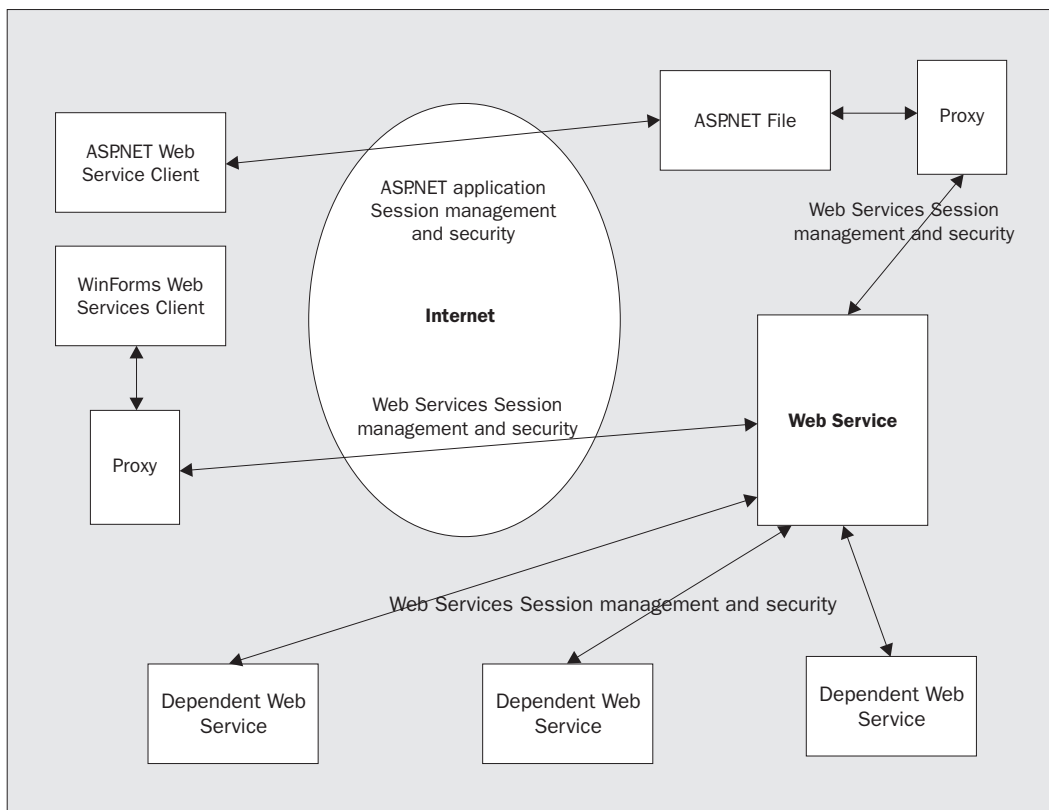 ASP.NET Web
Service Client
ASP.NET File
Proxy
ASP.NET application
Session management
and security
Web Services Session
management and security
WinForms Web
Services Client
Internet
Web Services Session
management and security
Web Service
Proxy
Web Services Session management and security
Dependent Web
Service
Dependent Web
Service
Dependent Web
Service